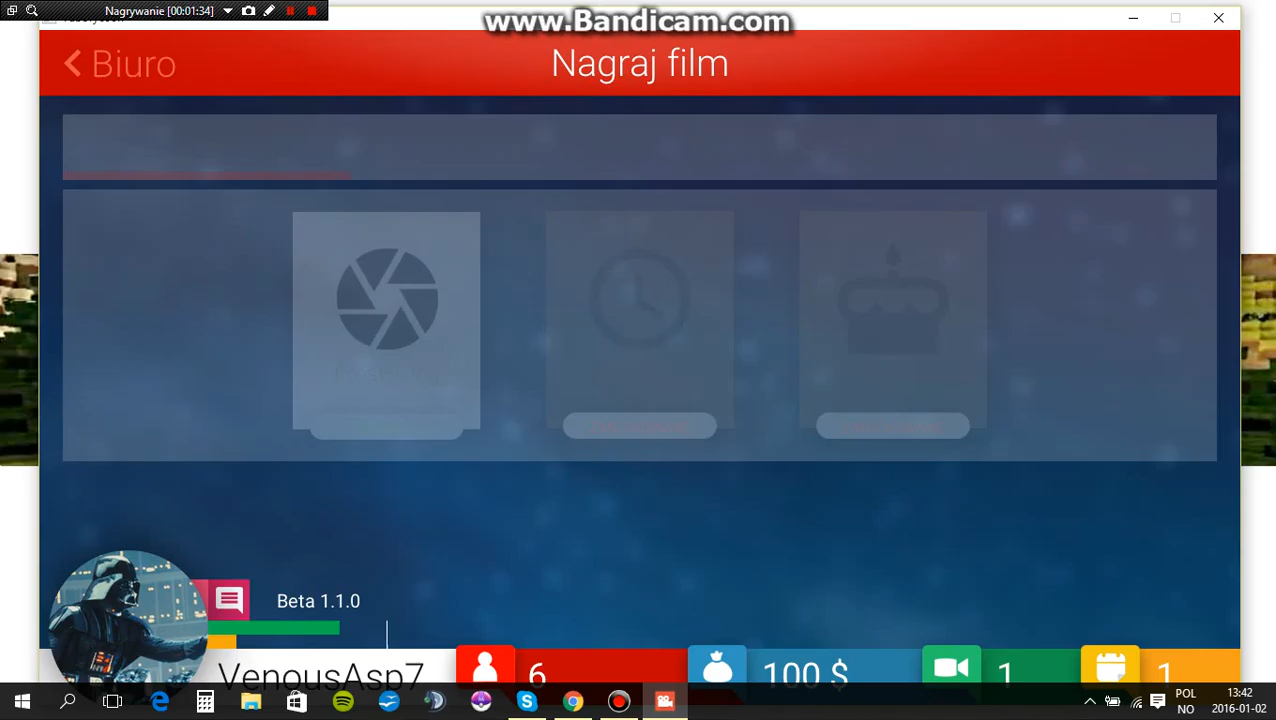 Nagrywanie [00:01:34]
www.Bandicam.com
Biuro
Nagraj film
Beta 1.1.0
VenousAsp7
6
100 $
1
1
POL
NO
13:42
2016-01-02